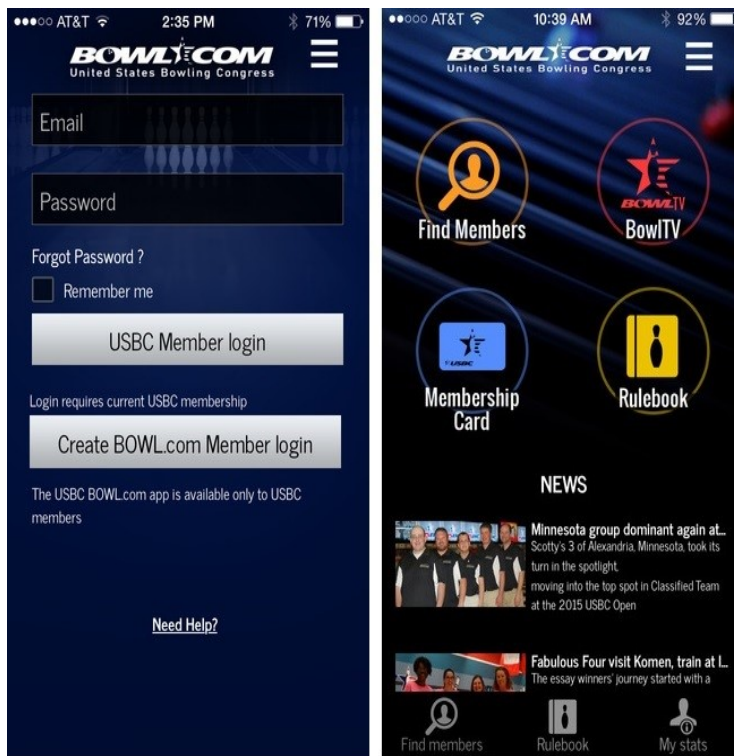 AT&T 2:35 PM 71%
BOWL.COM
United States Bowling Congress
Email
Password
Forgot Password ?
Remember me
USBC Member login
Login requires current USBC membership
Create BOWL.com Member login
The USBC BOWL.com app is available only to USBC
members
Need Help?
AT&T 10:39 AM 92%
BOWL.COM
United States Bowling Congress
BOWLTV
Find Members
BowlTV
USBC
Membership
Card
Rulebook
NEWS
Minnesota group dominant again at...
Scotty's 3 of Alexandria, Minnesota, took its
turn in the spotlight,
moving into the top spot in Classified Team
at the 2015 USBC Open
Fabulous Four visit Komen, train at I...
The essay winners' journey started with a
Find members
Rulebook
My stats